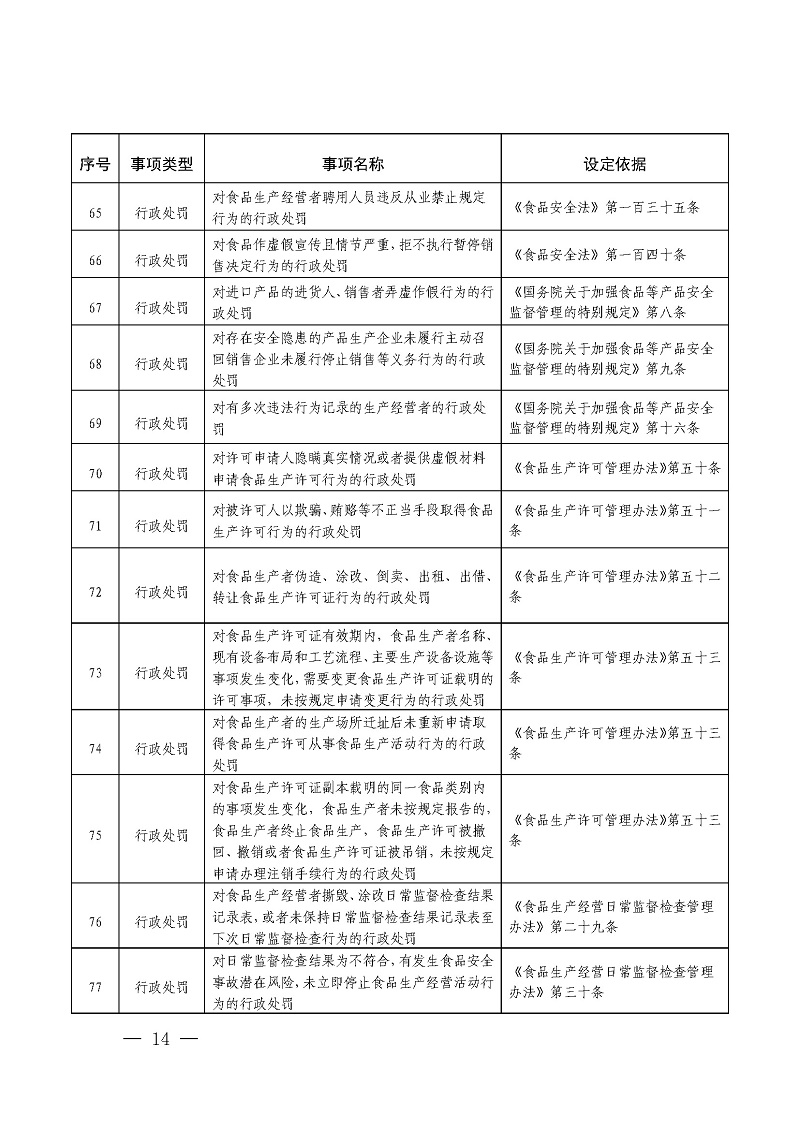 序号 事项类型 事项名称 设定依据
65 行政处罚 对食品生产经营者聘用人员违反从业禁止规定
行为的行政处罚
《食品安全法》第一百三十五条
66 行政处罚 对食品作虚假宣传且情节严重，拒不执行暂停销
售决定行为的行政处罚
《食品安全法》第一百四十条
67 行政处罚 对进口产品的进货人、销售者弄虚作假行为的行
政处罚
《国务院关于加强食品等产品安全
监督管理的特别规定》第八条
68 行政处罚 对存在安全隐患的产品生产企业未履行主动召
回销售企业未履行停止销售等义务行为的行政
处罚
《国务院关于加强食品等产品安全
监督管理的特别规定》第九条
69 行政处罚 对有多次违法行为记录的生产经营者的行政处
罚
《国务院关于加强食品等产品安全
监督管理的特别规定》第十六条
70 行政处罚 对许可申请人隐瞒真实情况或者提供虚假材料
申请食品生产许可行为的行政处罚
《食品生产许可管理办法》第五十条
71 行政处罚 对被许可人以欺骗、贿赂等不正当手段取得食品
生产许可行为的行政处罚
《食品生产许可管理办法》第五十一
条
72 行政处罚 对食品生产者伪造、涂改、倒卖、出租、出借、
转让食品生产许可证行为的行政处罚
《食品生产许可管理办法》第五十二
条
73 行政处罚 对食品生产许可证有效期内，食品生产者名称、
现有设备布局和工艺流程、主要生产设备设施等
事项发生变化，需要变更食品生产许可证载明的
许可事项，未按规定申请变更行为的行政处罚
《食品生产许可管理办法》第五十三
条
74 行政处罚 对食品生产者的生产场所迁址后未重新申请取
得食品生产许可从事食品生产活动行为的行政
处罚
《食品生产许可管理办法》第五十三
条
75 行政处罚 对食品生产许可证副本载明的同一食品类别内
的事项发生变化，食品生产者未按规定报告的，
食品生产者终止食品生产，食品生产许可被撤
回、撤销或者食品生产许可证被吊销，未按规定
申请办理注销手续行为的行政处罚
《食品生产许可管理办法》第五十三
条
76 行政处罚 对食品生产经营者撕毁、涂改日常监督检查结果
记录表，或者未保持日常监督检查结果记录表至
下次日常监督检查行为的行政处罚
《食品生产经营日常监督检查管理
办法》第二十九条
77 行政处罚 对日常监督检查结果为不符合，有发生食品安全
事故潜在风险，未立即停止食品生产经营活动行
为的行政处罚
《食品生产经营日常监督检查管理
办法》第三十条
— 14 —